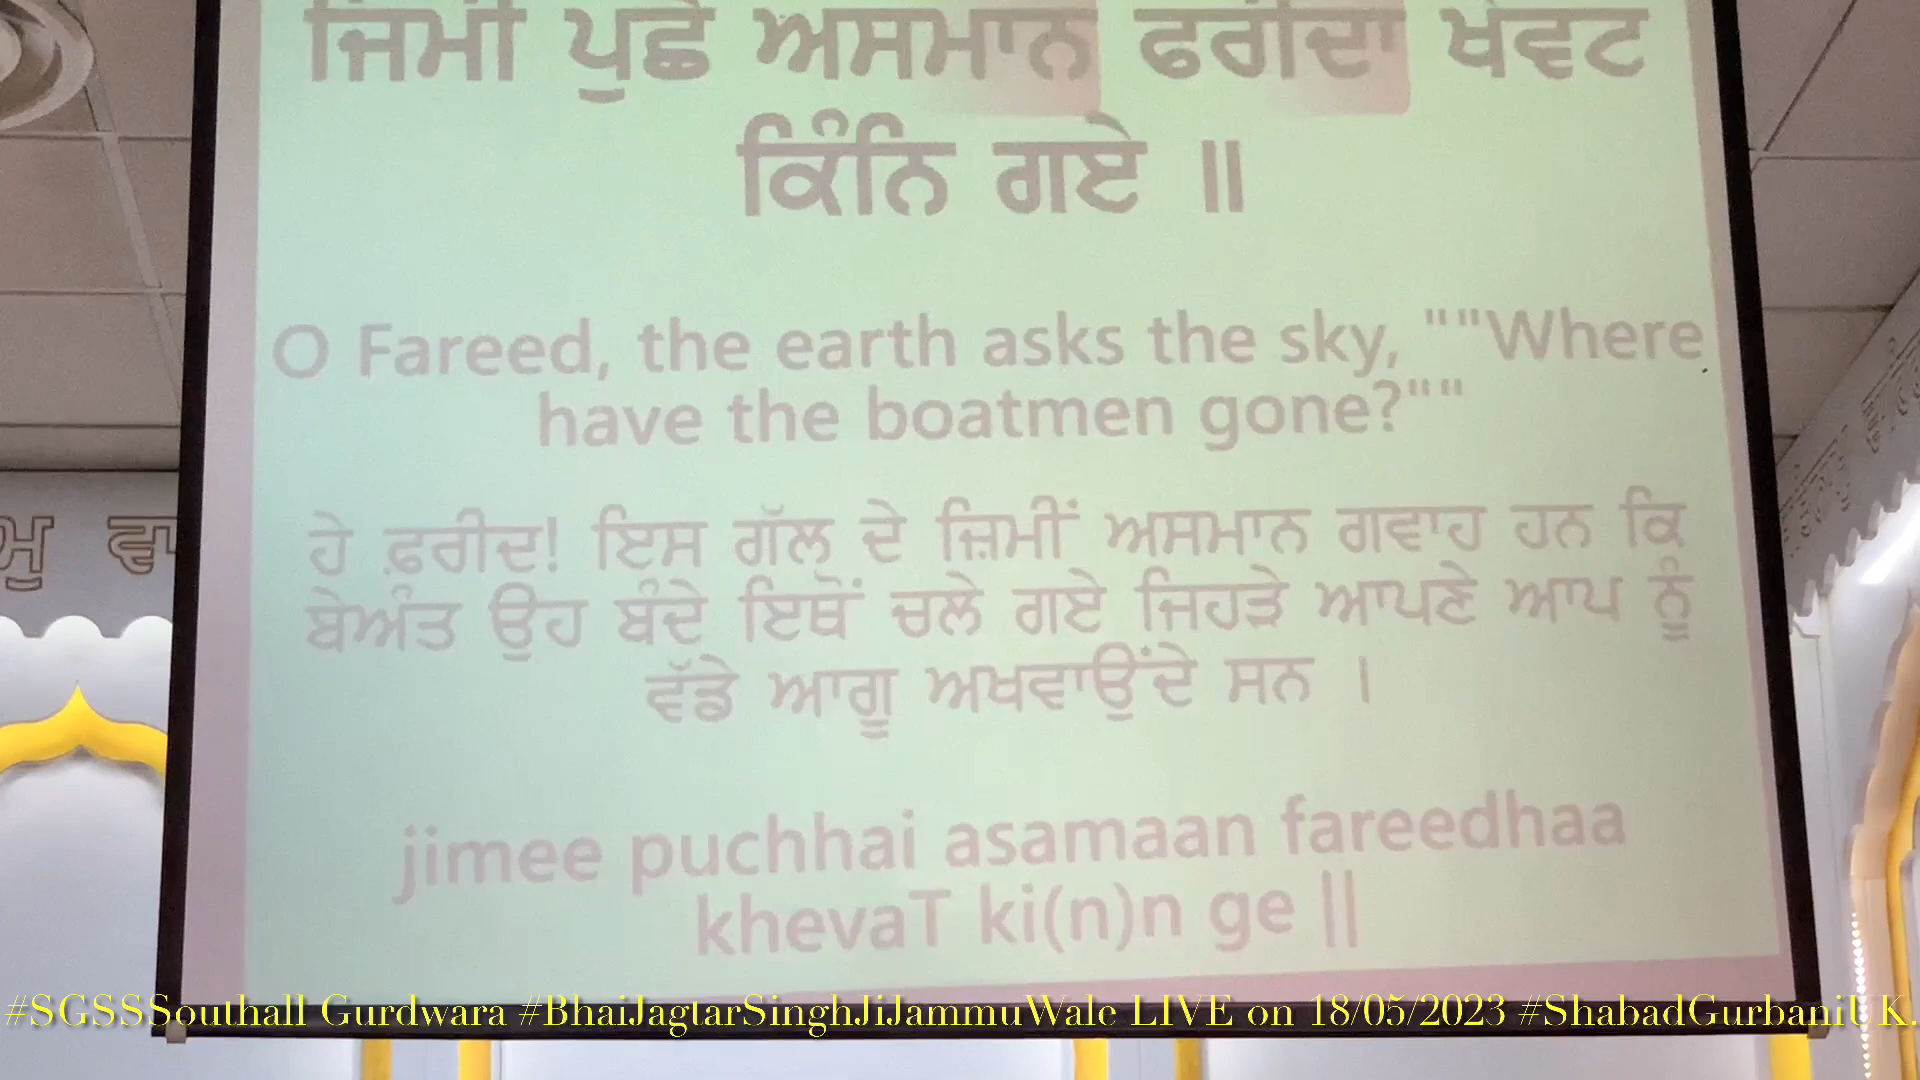 ਜਿਮੀ ਪੁਛੈ ਅਸਮਾਨ ਫਰੀਦਾ ਖੇਵਟ
ਕਿੰਨਿ ਗਏ ॥
O Fareed, the earth asks the sky, ""Where
have the boatmen gone?""
ਹੇ ਫ਼ਰੀਦ! ਇਸ ਗੱਲ ਦੇ ਜ਼ਿਮੀਂ ਅਸਮਾਨ ਗਵਾਹ ਹਨ ਕਿ
ਬੇਅੰਤ ਉਹ ਬੰਦੇ ਇਥੋਂ ਚਲੇ ਗਏ ਜਿਹੜੇ ਆਪਣੇ ਆਪ ਨੂੰ
ਵੱਡੇ ਆਗੂ ਅਖਵਾਉਂਦੇ ਸਨ ।
jimee puchhai asamaan fareedhaa
khevaT ki(n)n ge ||
ਮੁ ਵਾ
#SGSSSouthall Gurdwara #BhaiJagtarSinghJiJammuWale LIVE on 18/05/2023 #ShabadGurbaniUK.